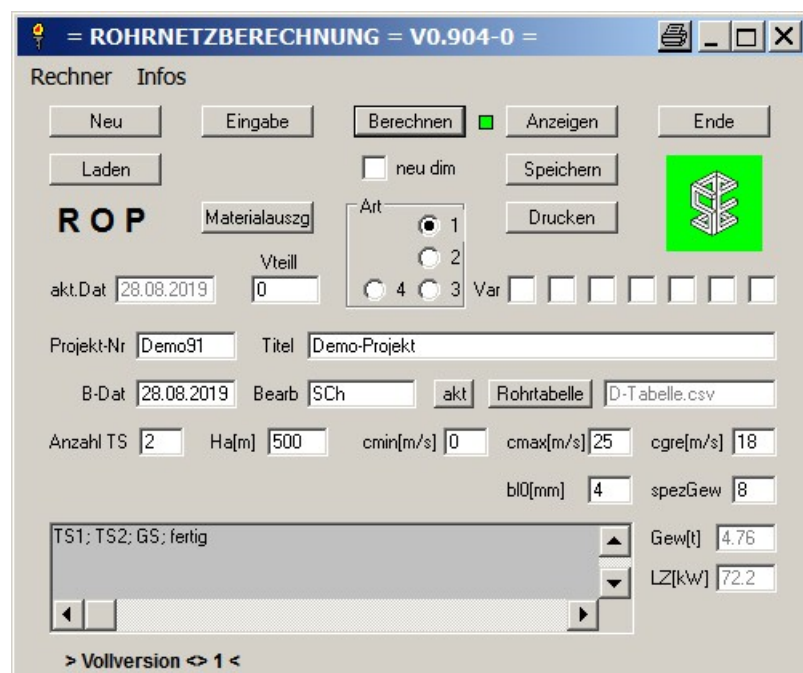 = ROHRNETZBERECHNUNG = V0.904-0 =
Rechner Infos
Neu Eingabe Berechnen Anzeigen Ende
Laden neu dim Speichern
R O P Materialauszg Art 1 Drucken
2
Vteill
akt.Dat 28.08.2019 0 4 3 Var
Projekt-Nr Demo91 Titel Demo-Projekt
B-Dat 28.08.2019 Bearb SCh akt Rohrtabelle D-Tabelle.csv
Anzahl TS 2 Ha[m] 500 cmin[m/s] 0 cmax[m/s] 25 cgre[m/s] 18
bl0[mm] 4 spezGew 8
TS1; TS2; GS; fertig Gew[t] 4.76
LZ[kW] 72.2
> Vollversion <> 1 <